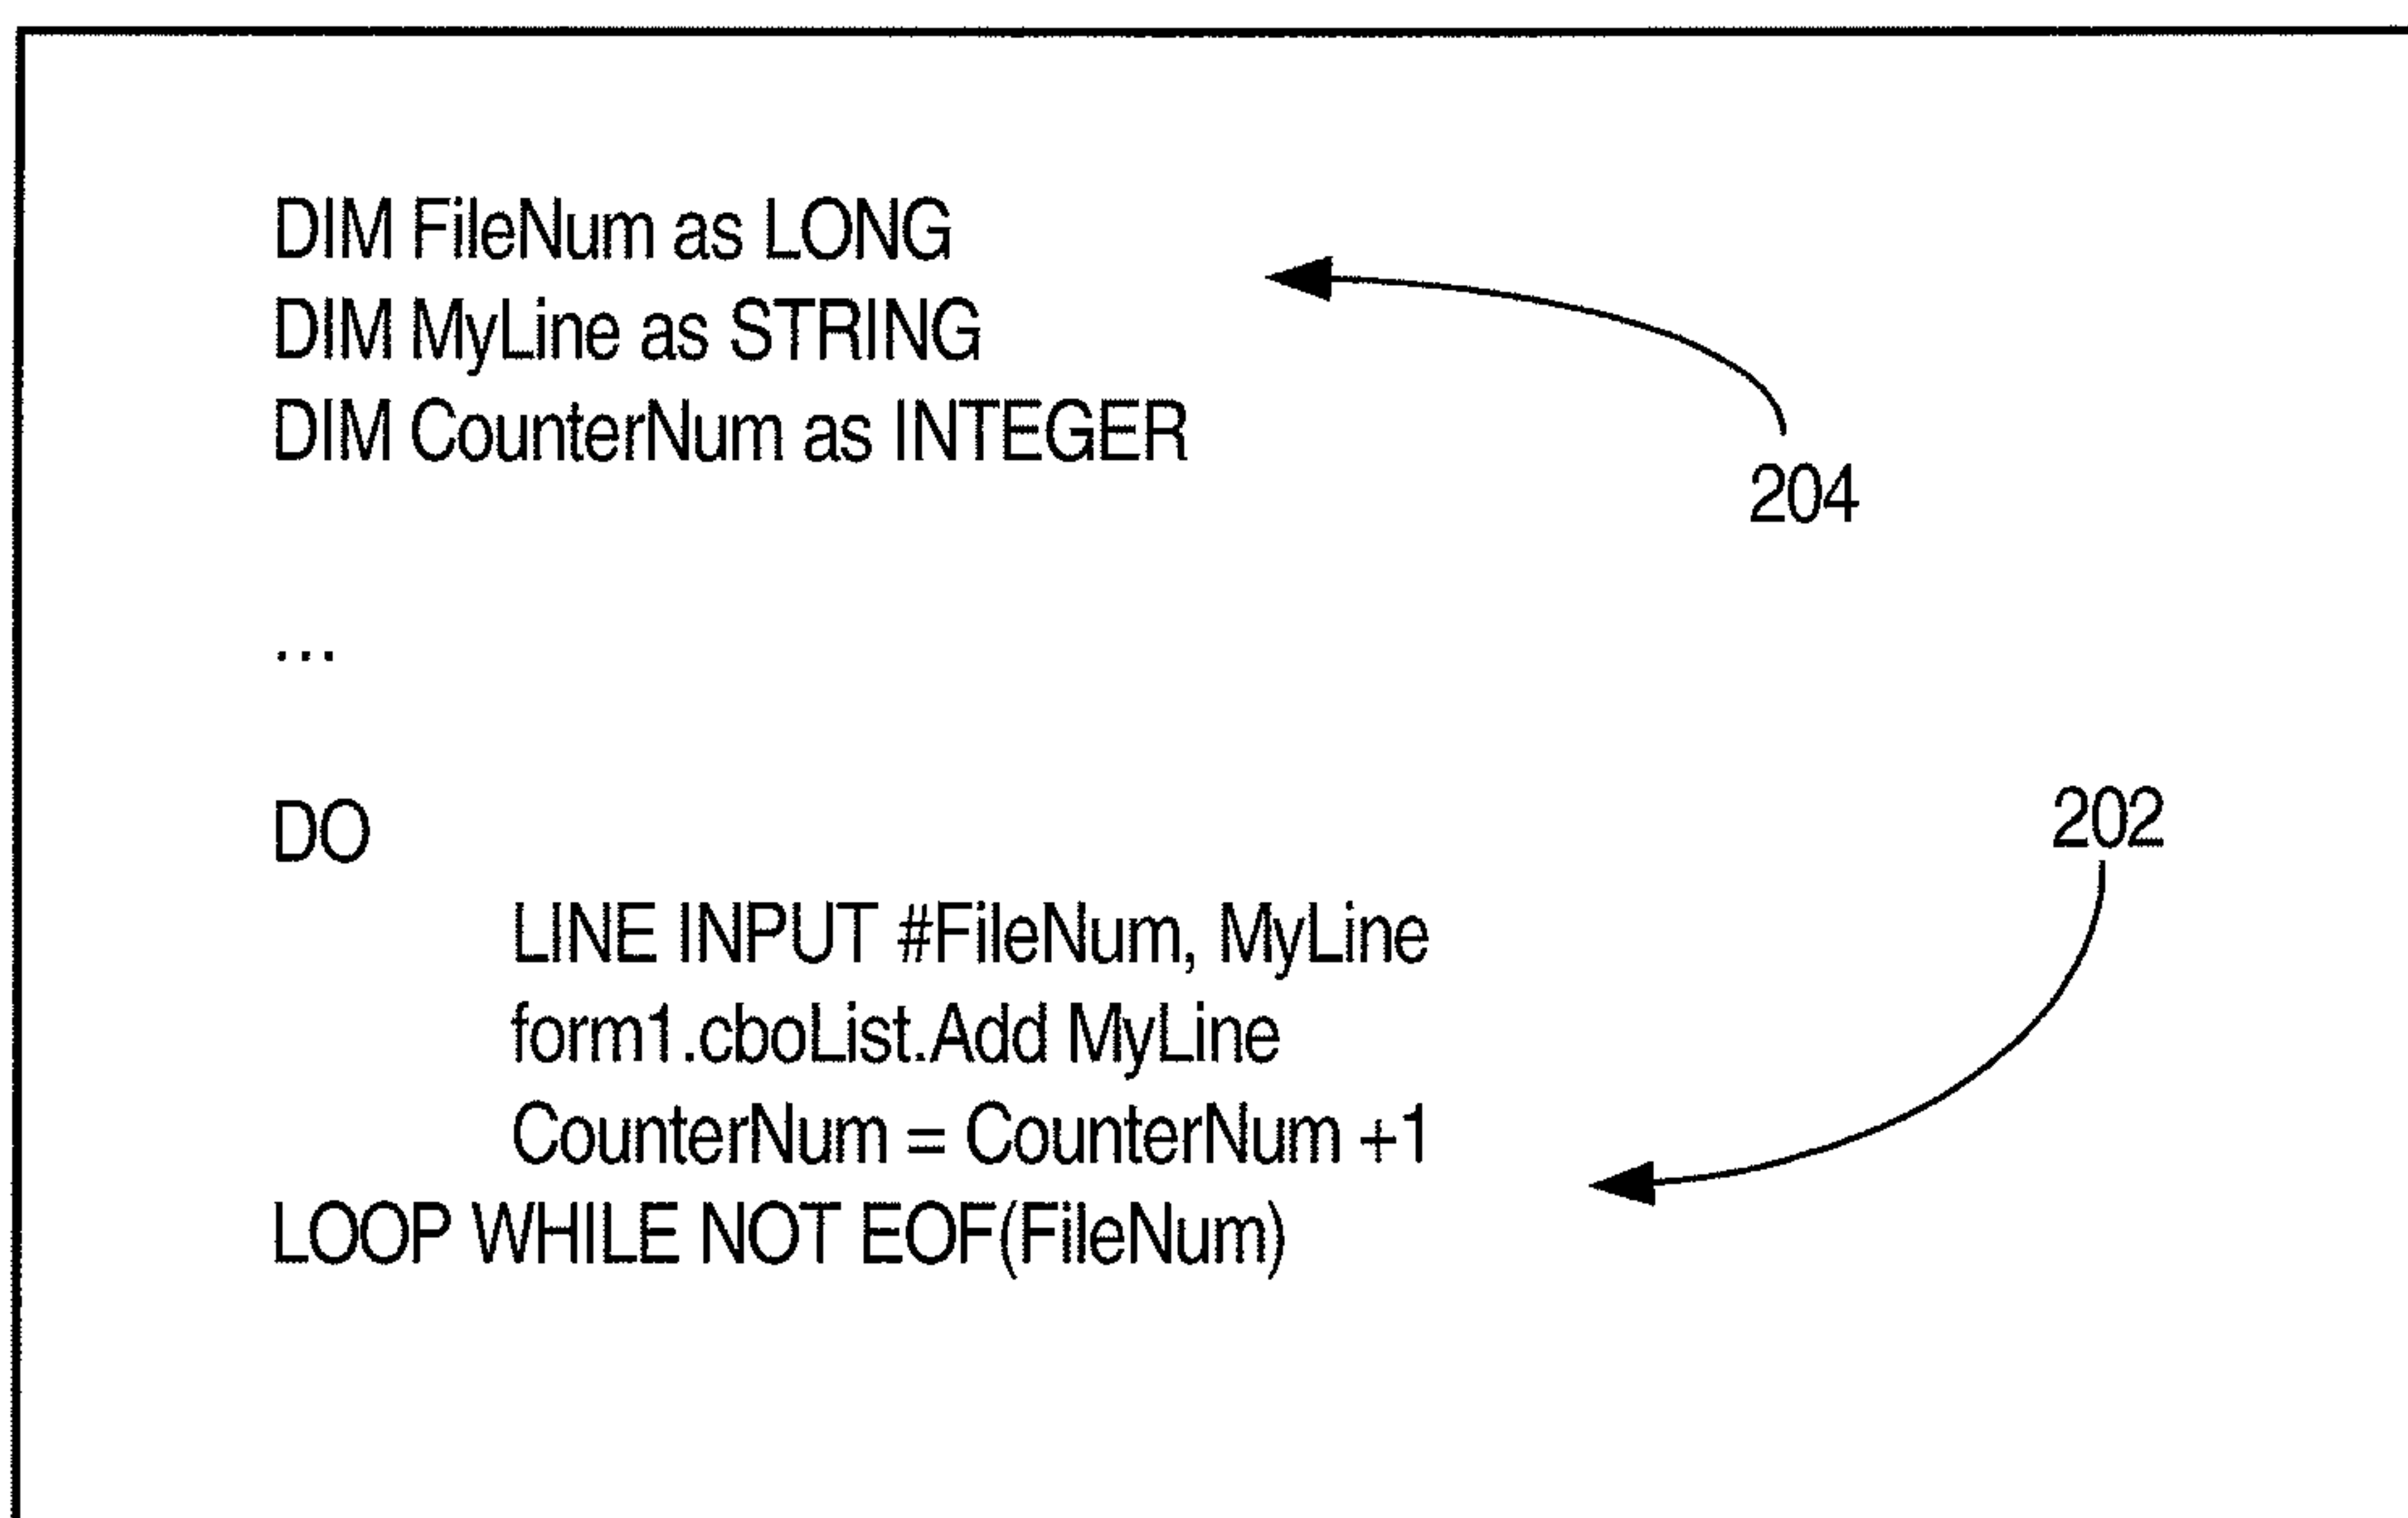 DIM FileNum as LONG
DIM MyLine as STRING
DIM CounterNum as INTEGER
204
...
DO
202
LINE INPUT #FileNum, MyLine
form1.cboList.Add MyLine
CounterNum = CounterNum +1
LOOP WHILE NOT EOF(FileNum)